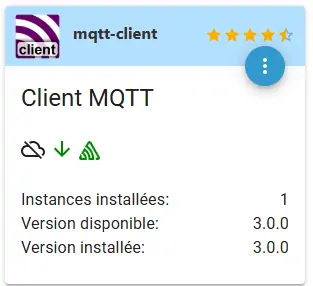 client
mqtt-client
Client MQTT
Instances installées: 1
Version disponible: 3.0.0
Version installée: 3.0.0